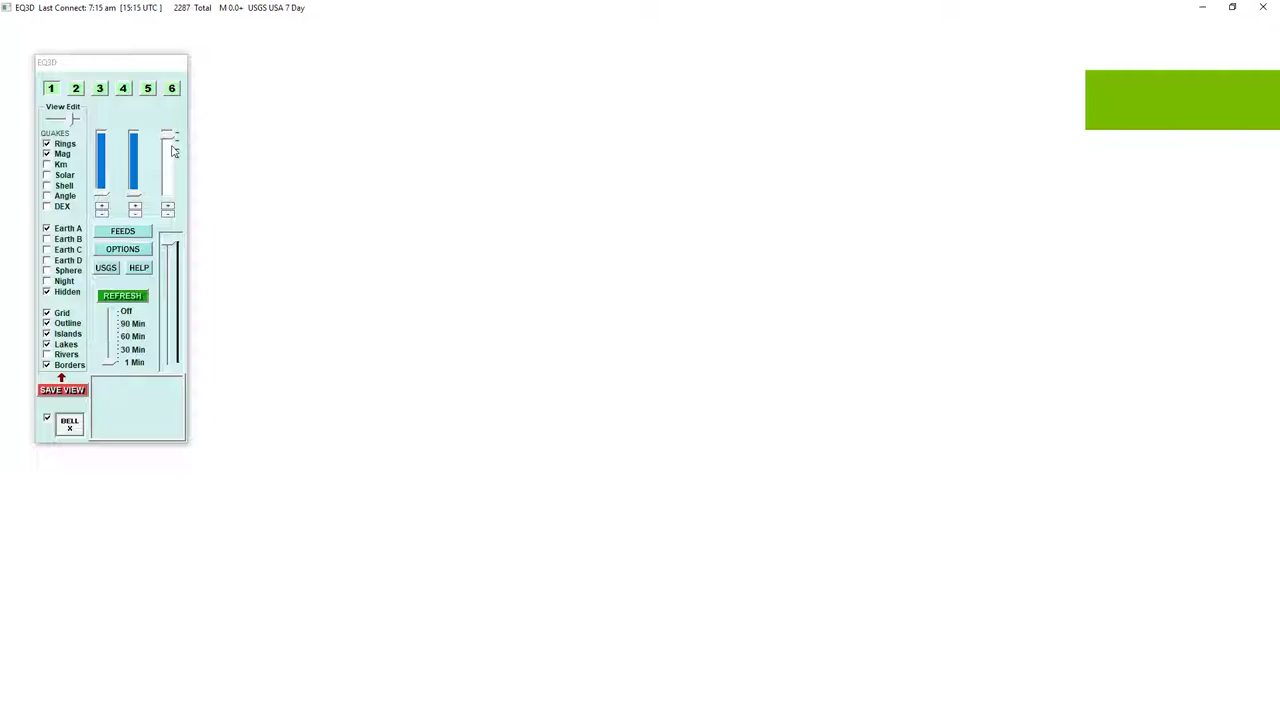 EQ3D Last Connect: 7:15 am [15:15 UTC ] 2287 Total M 0.0+ USGS USA 7 Day
EQ3D
1 2 3 4 5 6
View Edit
QUAKES
Rings
Mag
Km
Solar
Shell
Angle
DEX
Earth A
Earth B
Earth C
Earth D
Sphere
Night
Hidden
Grid
Outline
Islands
Lakes
Rivers
Borders
SAVE VIEW
BELL
X
+ + +
- - -
FEEDS
OPTIONS
USGS HELP
REFRESH
Off
90 Min
60 Min
30 Min
1 Min